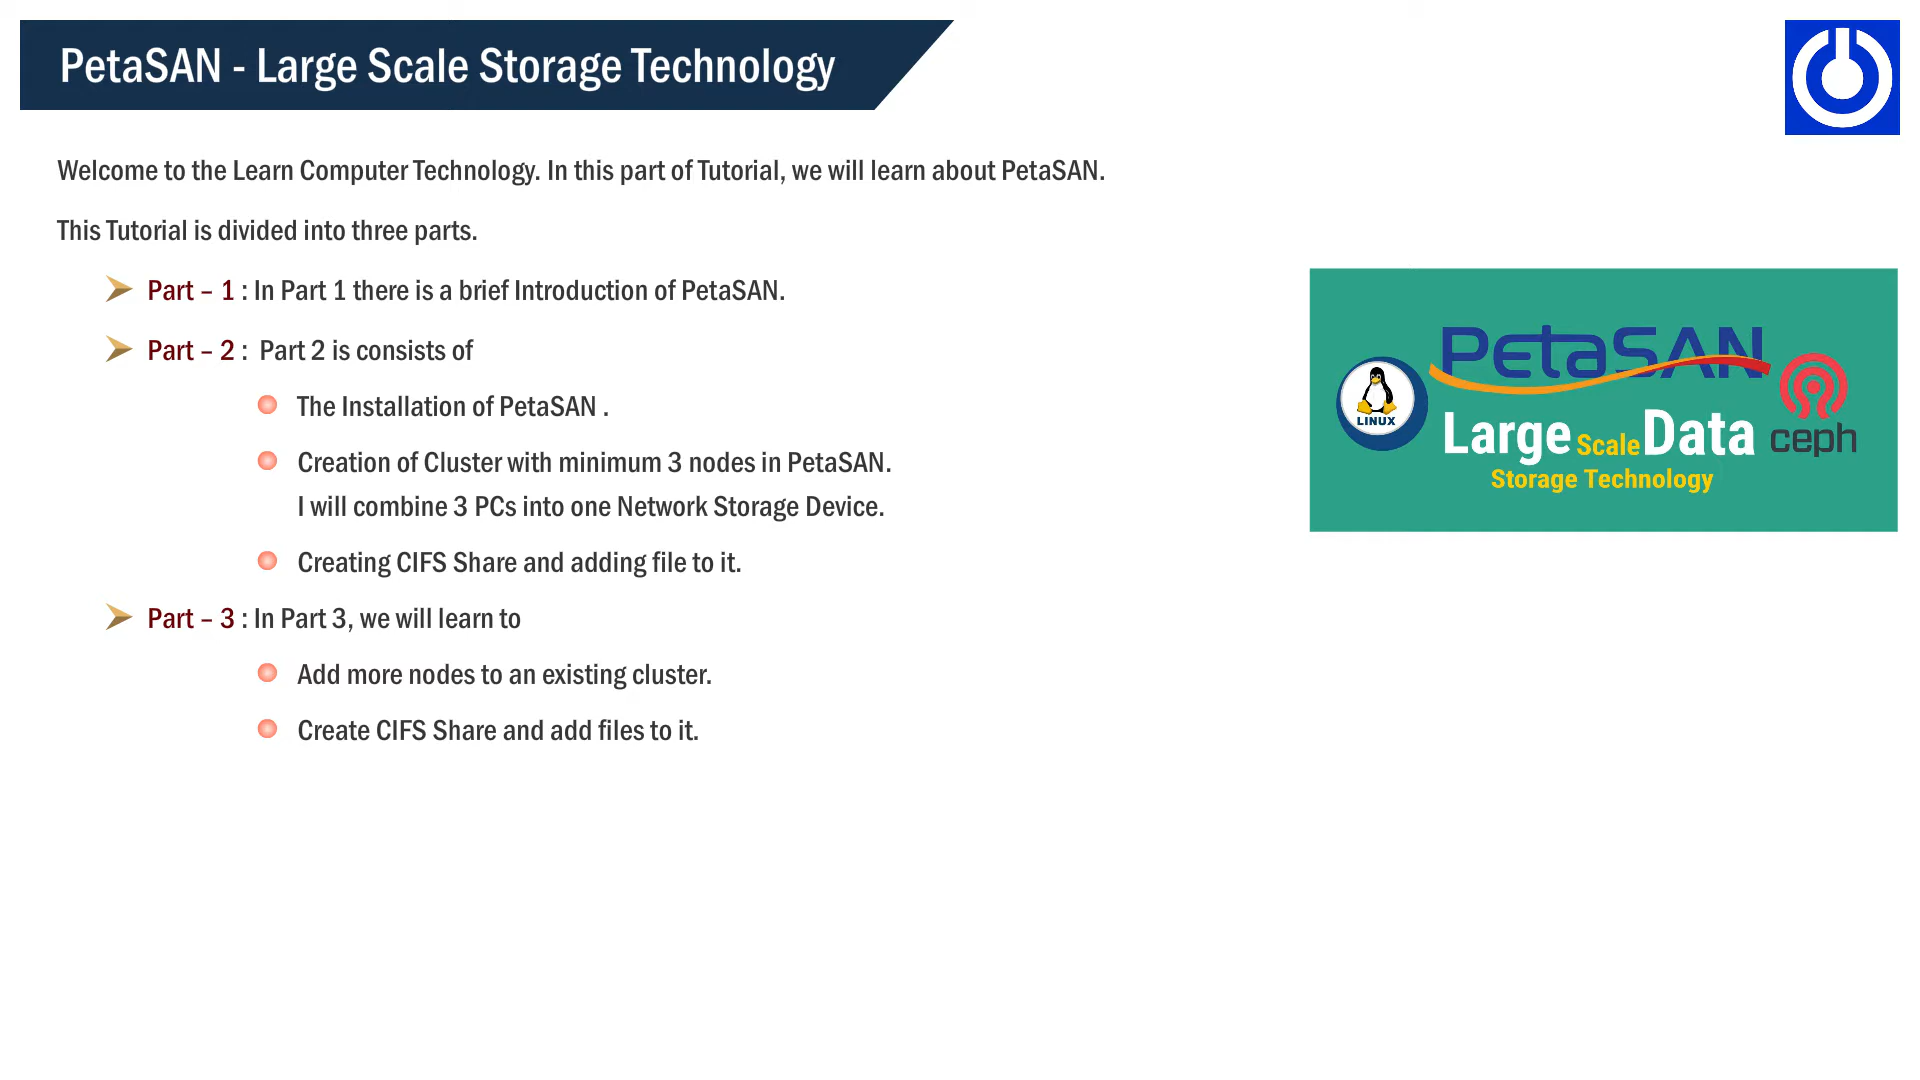 PetaSAN - Large Scale Storage Technology
Welcome to the Learn Computer Technology. In this part of Tutorial, we will learn about PetaSAN.
This Tutorial is divided into three parts.
Part – 1 : In Part 1 there is a brief Introduction of PetaSAN.
Part – 2 : Part 2 is consists of
The Installation of PetaSAN .
Creation of Cluster with minimum 3 nodes in PetaSAN.
I will combine 3 PCs into one Network Storage Device.
Creating CIFS Share and adding file to it.
Part – 3 : In Part 3, we will learn to
Add more nodes to an existing cluster.
Create CIFS Share and add files to it.
PetaSAN
LINUX
Large Scale Data
ceph
Storage Technology